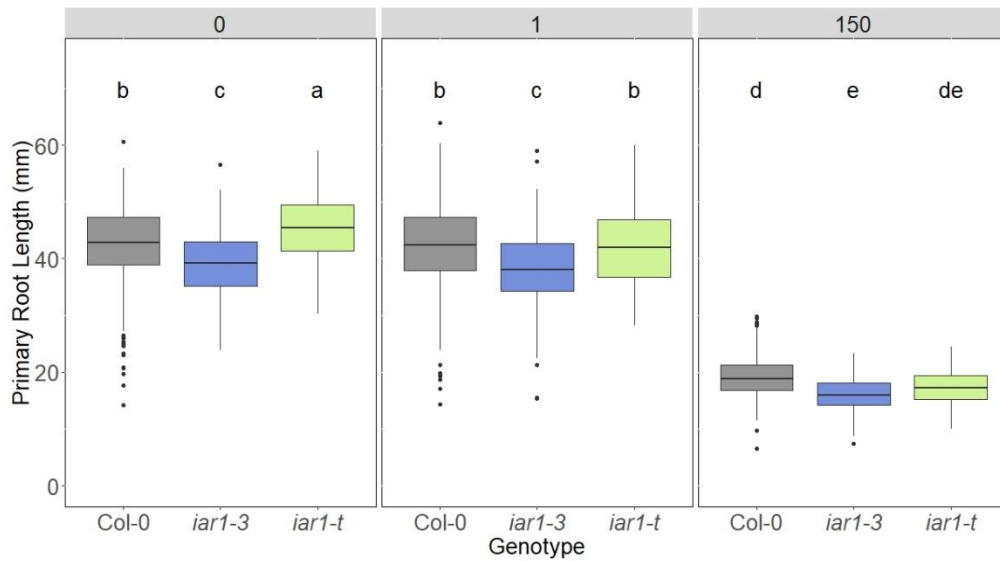 0 1 150
b c a b c b d e de
Primary Root Length (mm)
60
40
20
0
Col-0 iar1-3 iar1-t Col-0 iar1-3 iar1-t Col-0 iar1-3 iar1-t
Genotype